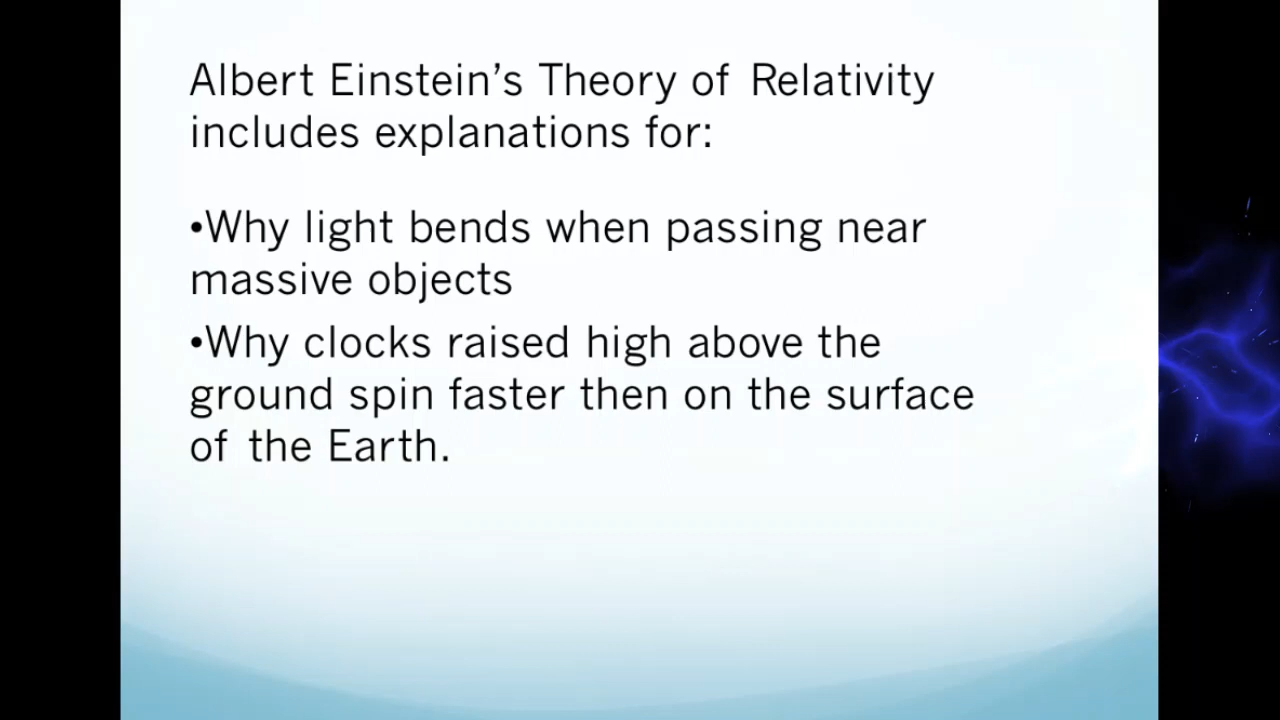 Albert Einstein’s Theory of Relativity
includes explanations for:
•Why light bends when passing near
massive objects
•Why clocks raised high above the
ground spin faster then on the surface
of the Earth.